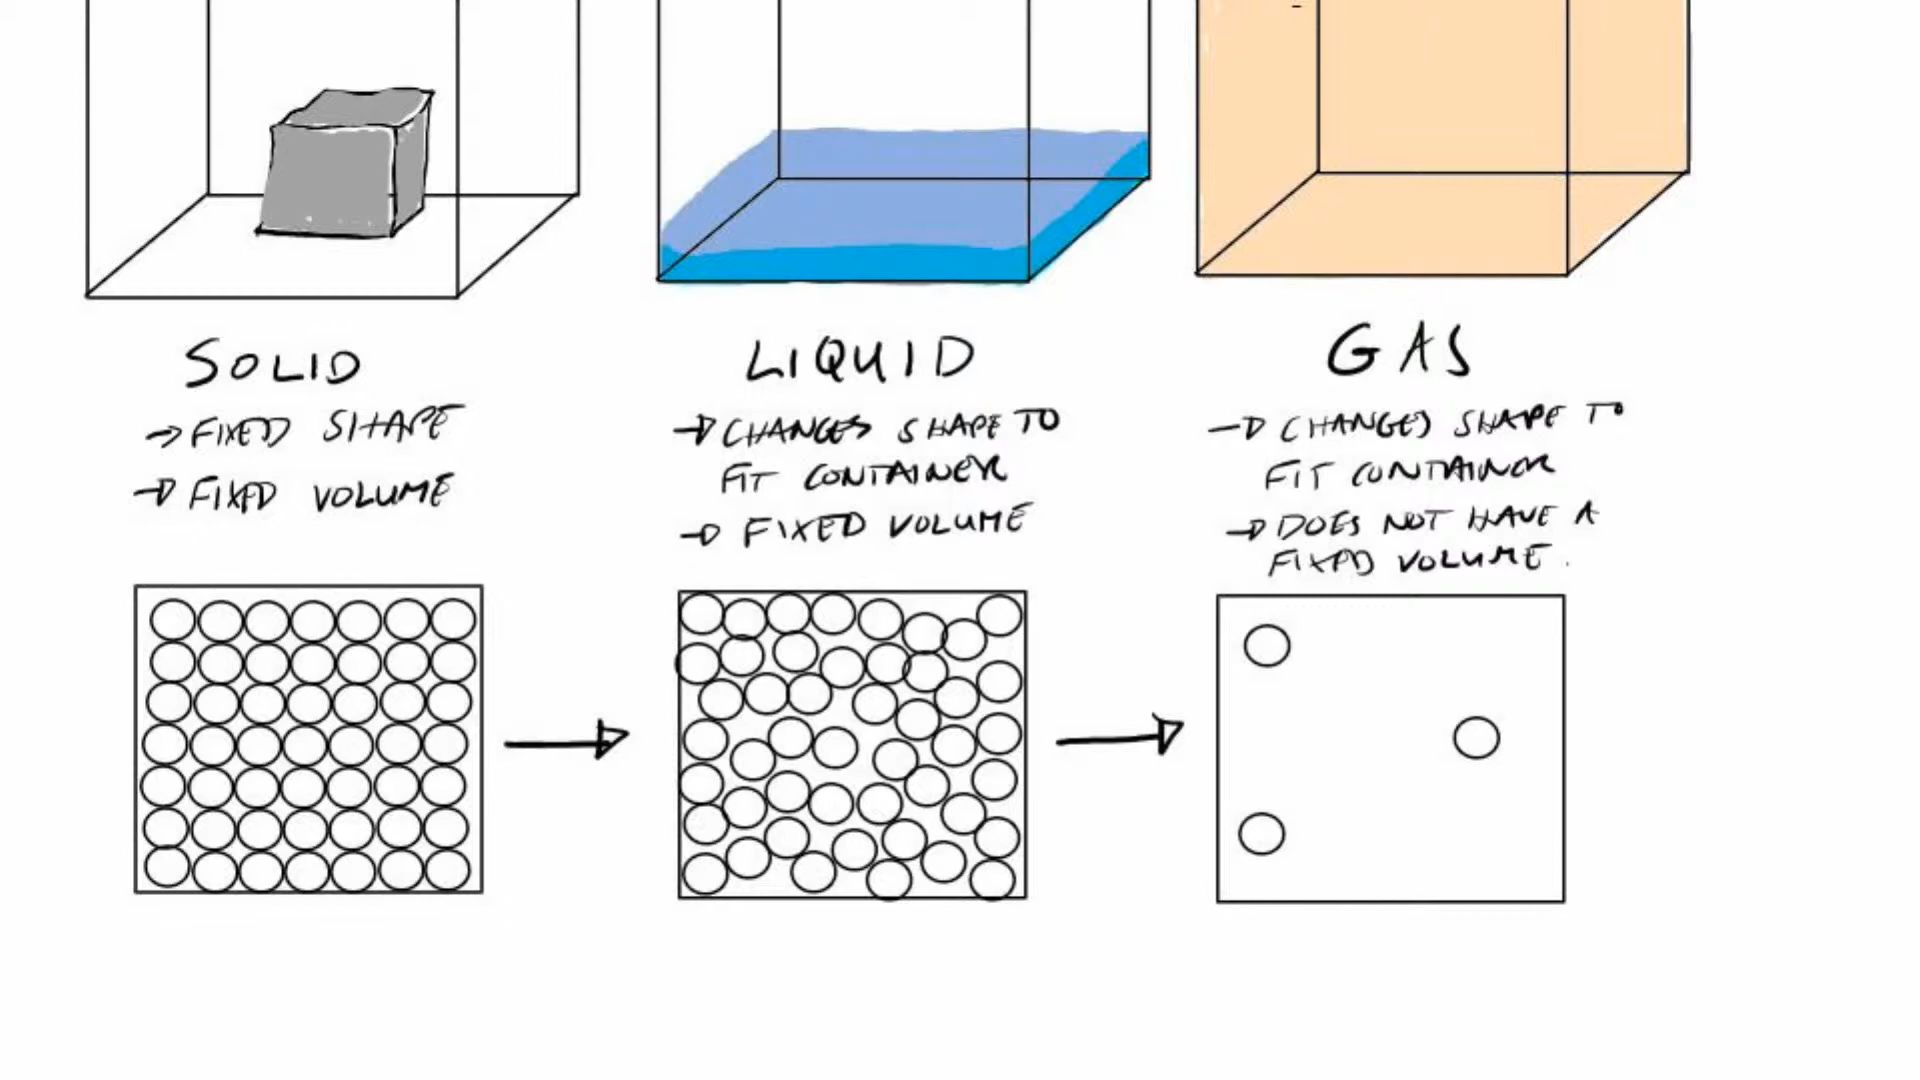 SOLID
→ FIXED SHAPE
→ FIXED VOLUME
LIQUID
→ CHANGES SHAPE TO
FIT CONTAINER
→ FIXED VOLUME
GAS
→ CHANGES SHAPE TO
FIT CONTAINER
→ DOES NOT HAVE A
FIXED VOLUME.